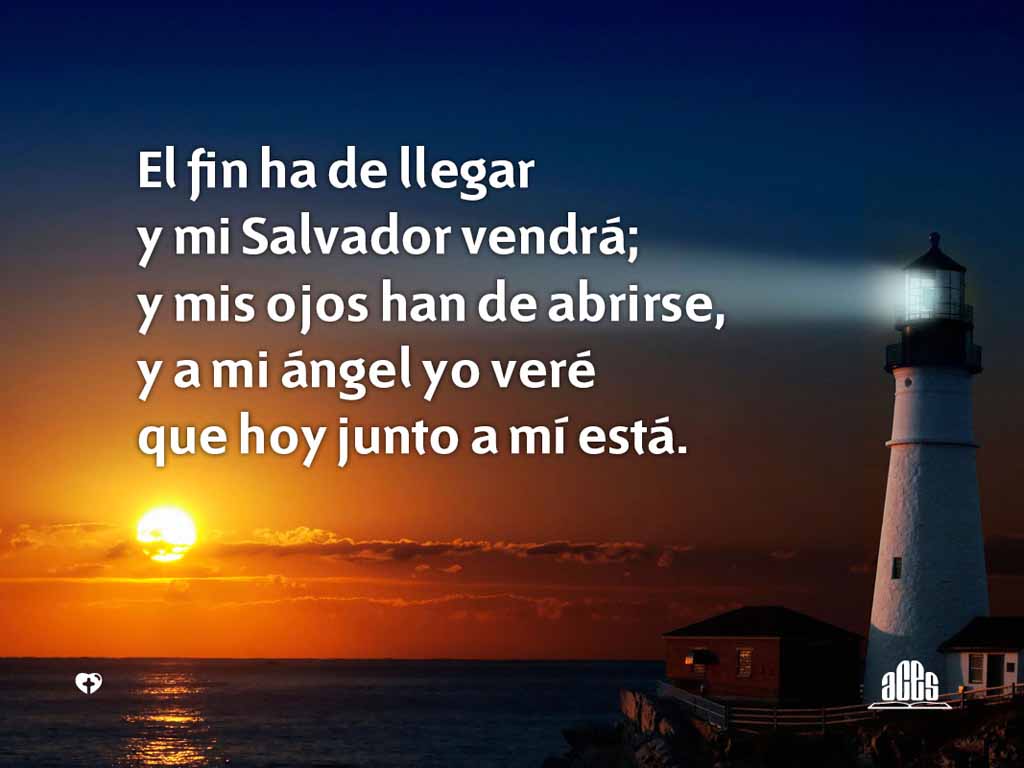 El fin ha de llegar
y mi Salvador vendrá;
y mis ojos han de abrirse,
y a mi ángel yo veré
que hoy junto a mí está.
aces